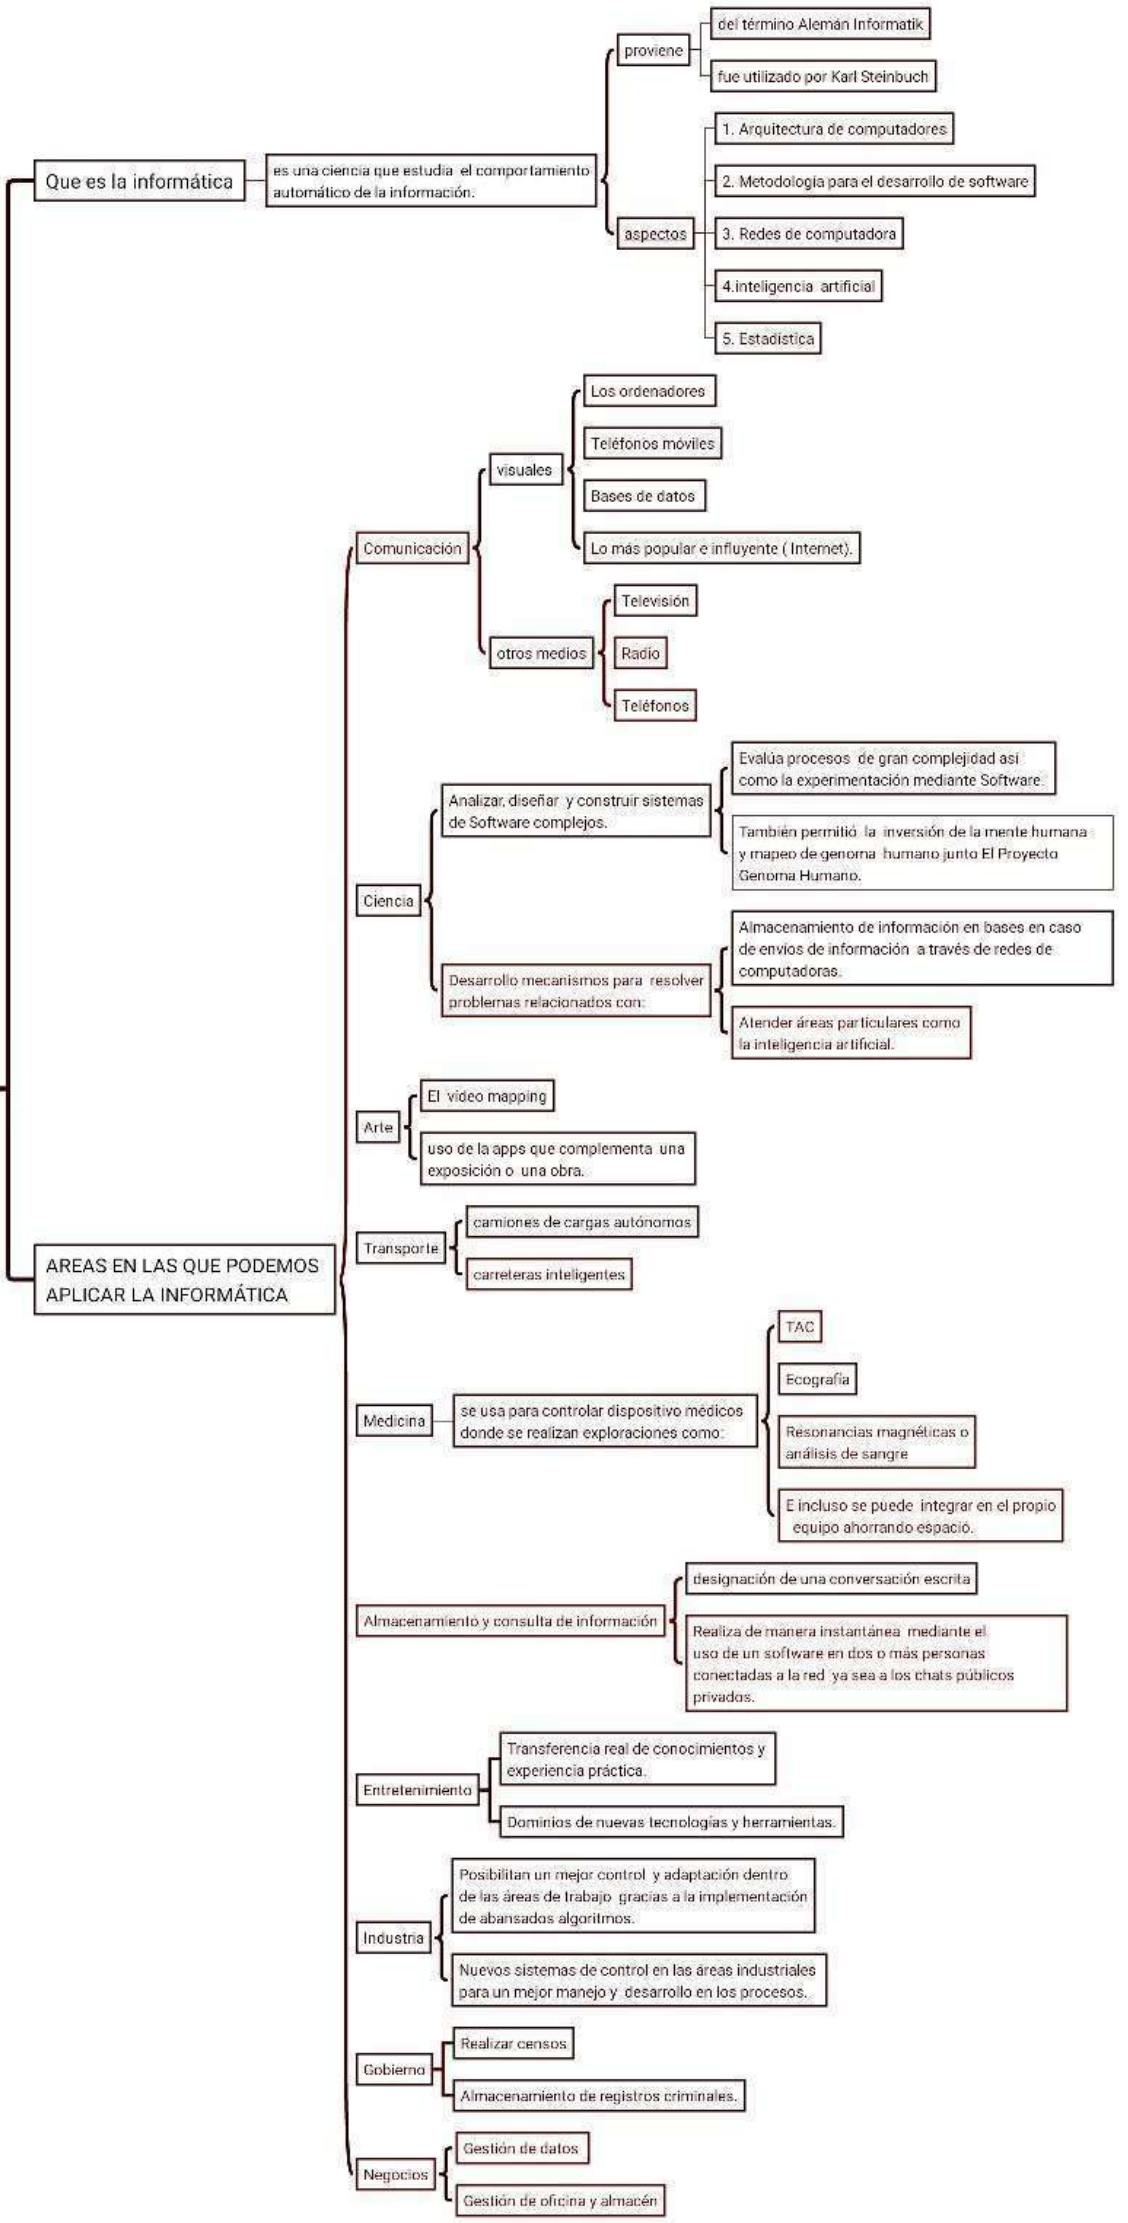 del término Alemán Informatik
proviene
fue utilizado por Karl Steinbuch
1. Arquitectura de computadores
Que es la informática
es una ciencia que estudia el comportamiento
automático de la información.
2. Metodología para el desarrollo de software
aspectos
3. Redes de computadora
4.inteligencia artificial
5. Estadística
Los ordenadores
Teléfonos móviles
visuales
Bases de datos
Comunicación
Lo más popular e influyente ( Internet).
Televisión
otros medios
Radio
Teléfonos
Evalúa procesos de gran complejidad asi
como la experimentación mediante Software.
Analizar, diseñar y construir sistemas
de Software complejos.
También permitió la inversión de la mente humana
y mapeo de genoma humano junto El Proyecto
Genoma Humano.
Ciencia
Almacenamiento de información en bases en caso
de envíos de información a través de redes de
computadoras.
Desarrollo mecanismos para resolver
problemas relacionados con:
Atender áreas particulares como
la inteligencia artificial.
El video mapping
Arte
uso de la apps que complementa una
exposición o una obra.
camiones de cargas autónomos
Transporte
carreteras inteligentes
AREAS EN LAS QUE PODEMOS
APLICAR LA INFORMÁTICA
TAC
Ecografía
Medicina
se usa para controlar dispositivo médicos
donde se realizan exploraciones como:
Resonancias magnéticas o
análisis de sangre
E incluso se puede integrar en el propio
equipo ahorrando espació.
designación de una conversación escrita
Almacenamiento y consulta de información
Realiza de manera instantánea mediante el
uso de un software en dos o más personas
conectadas a la red ya sea a los chats públicos
privados.
Transferencia real de conocimientos y
experiencia práctica.
Entretenimiento
Dominios de nuevas tecnologías y herramientas.
Posibilitan un mejor control y adaptación dentro
de las áreas de trabajo gracias a la implementación
de abansados algoritmos.
Industria
Nuevos sistemas de control en las áreas industriales
para un mejor manejo y desarrollo en los procesos.
Realizar censos
Gobierno
Almacenamiento de registros criminales.
Gestión de datos
Negocios
Gestión de oficina y almacén